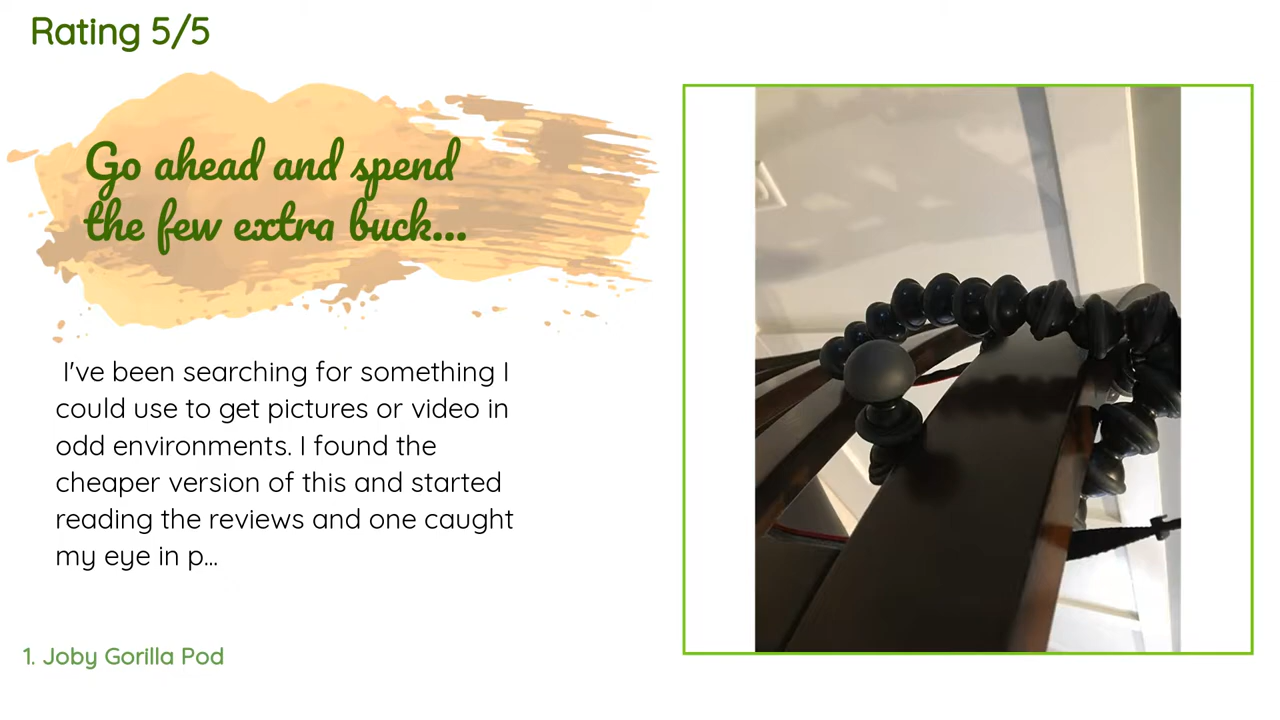 Rating 5/5
Go ahead and spend
the few extra buck...
I've been searching for something I
could use to get pictures or video in
odd environments. I found the
cheaper version of this and started
reading the reviews and one caught
my eye in p...
1. Joby Gorilla Pod